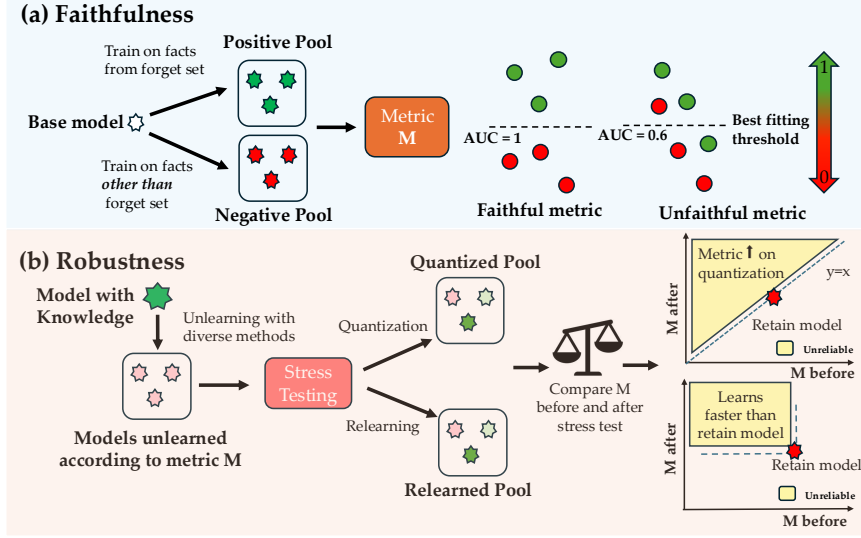 (a) Faithfulness
Train on facts
from forget set
Positive Pool
Base model
Train on facts
other than
forget set
Negative Pool
Metric
M
AUC = 1
Faithful metric
AUC = 0.6
Unfaithful metric
Best fitting
threshold
1
0
(b) Robustness
Model with
Knowledge
Unlearning with
diverse methods
Models unlearned
according to metric M
Stress
Testing
Quantization
Relearning
Quantized Pool
Relearned Pool
Compare M
before and after
stress test
M after
Metric ⬆ on
quantization
y=x
Retain model
Unreliable
M before
M after
Learns
faster than
retain model
Retain model
Unreliable
M before